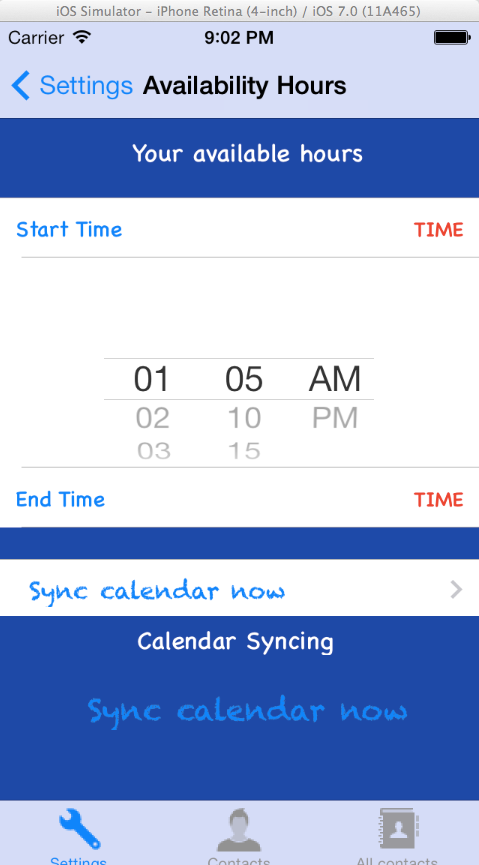 iOS Simulator – iPhone Retina (4-inch) / iOS 7.0 (11A465)
Carrier 9:02 PM
Settings Availability Hours
Your available hours
Start Time TIME
01 05 AM
02 10 PM
03 15
End Time TIME
Sync calendar now
Calendar Syncing
Sync calendar now
Settings Contacts All contacts